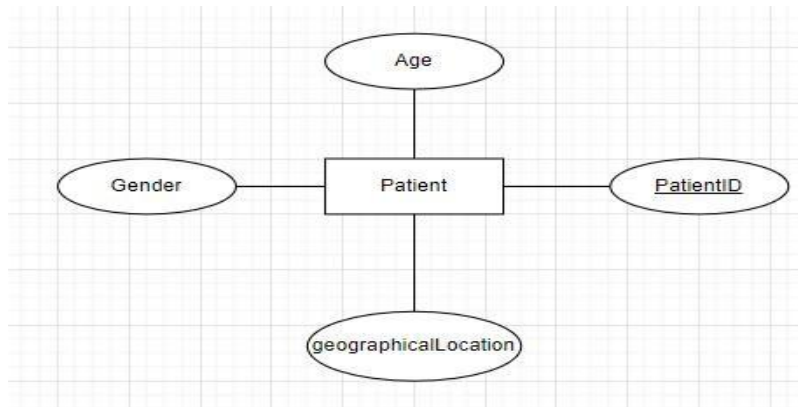 Age
Gender
Patient
PatientID
geographicalLocation